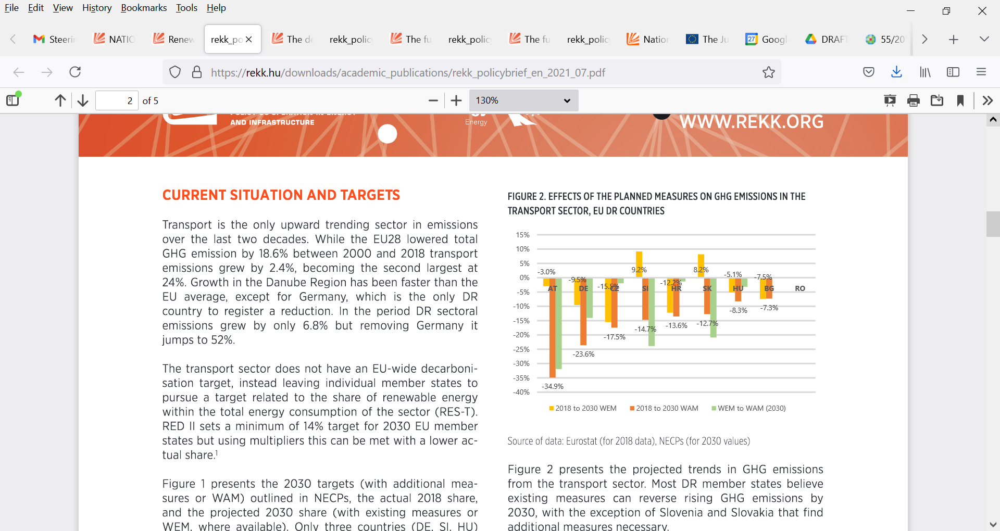 File Edit View History Bookmarks Tools Help
Steerin NATIO Renew rekk_po The de rekk_polic The fu rekk_polic The fu rekk_polic Nation The Ju 27 Googl DRAFT 55/20
https://rekk.hu/downloads/academic_publications/rekk_policybrief_en_2021_07.pdf
2 of 5 130%
AND INFRASTRUCTURE
Energy
WWW.REKK.ORG
CURRENT SITUATION AND TARGETS
Transport is the only upward trending sector in emissions
over the last two decades. While the EU28 lowered total
GHG emission by 18.6% between 2000 and 2018 transport
emissions grew by 2.4%, becoming the second largest at
24%. Growth in the Danube Region has been faster than the
EU average, except for Germany, which is the only DR
country to register a reduction. In the period DR sectoral
emissions grew by only 6.8% but removing Germany it
jumps to 52%.
The transport sector does not have an EU-wide decarboni-
sation target, instead leaving individual member states to
pursue a target related to the share of renewable energy
within the total energy consumption of the sector (RES-T).
RED II sets a minimum of 14% target for 2030 EU member
states but using multipliers this can be met with a lower ac-
tual share.1
Figure 1 presents the 2030 targets (with additional mea-
sures or WAM) outlined in NECPs, the actual 2018 share,
and the projected 2030 share (with existing measures or
WEM, where available). Only three countries (DE, SI, HU)
FIGURE 2. EFFECTS OF THE PLANNED MEASURES ON GHG EMISSIONS IN THE
TRANSPORT SECTOR, EU DR COUNTRIES
15%
10%
5%
0%
-5%
-10%
-15%
-20%
-25%
-30%
-35%
-40%
-3.0% -9.5% -15.5% 9.2% -12.2% 8.2% -5.1% -7.5%
AT DE CZ SI HR SK HU BG RO
-34.9% -23.6% -17.5% -14.7% -13.6% -12.7% -8.3% -7.3%
2018 to 2030 WEM 2018 to 2030 WAM WEM to WAM (2030)
Source of data: Eurostat (for 2018 data), NECPs (for 2030 values)
Figure 2 presents the projected trends in GHG emissions
from the transport sector. Most DR member states believe
existing measures can reverse rising GHG emissions by
2030, with the exception of Slovenia and Slovakia that find
additional measures necessary.